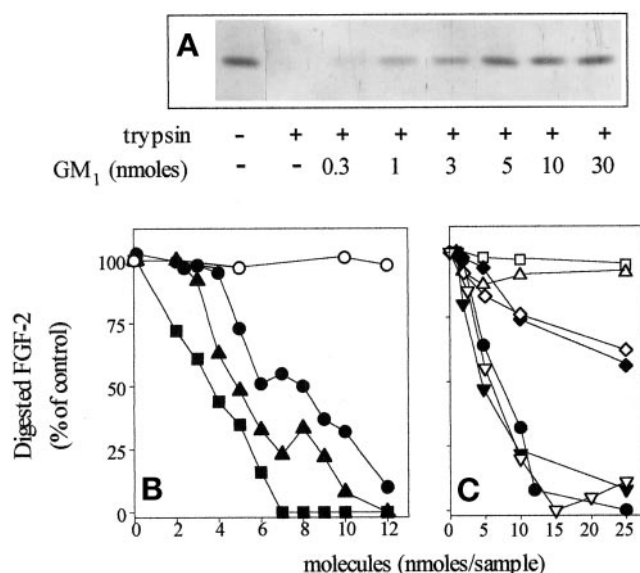 A
trypsin - + + + + + + +
GM1 (nmoles) - - 0.3 1 3 5 10 30
Digested FGF-2
(% of control)
100
75
50
25
0
B
0 2 4 6 8 10 12
C
0 5 10 15 20 25
molecules (nmoles/sample)